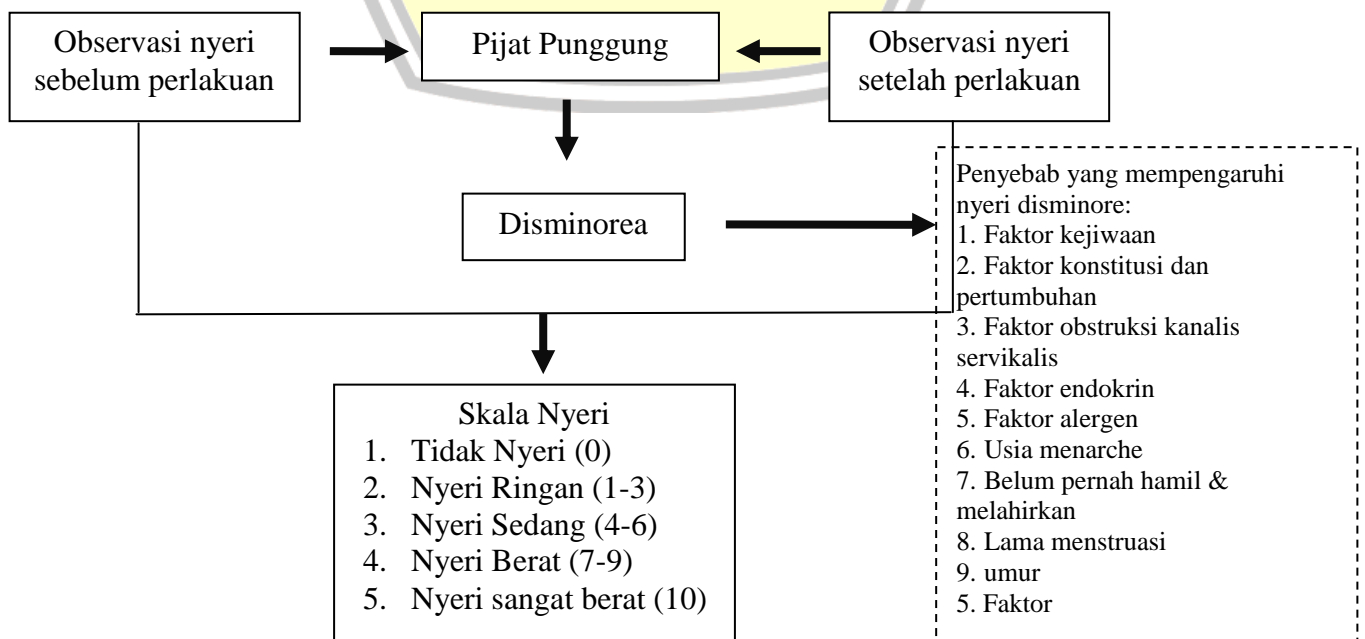 Observasi nyeri
sebelum perlakuan
Pijat Punggung
Observasi nyeri
setelah perlakuan
Disminorea
Penyebab yang mempengaruhi
nyeri disminore:
1. Faktor kejiwaan
2. Faktor konstitusi dan
pertumbuhan
3. Faktor obstruksi kanalis
servikalis
4. Faktor endokrin
5. Faktor alergen
6. Usia menarche
7. Belum pernah hamil &
melahirkan
8. Lama menstruasi
9. umur
5. Faktor
Skala Nyeri
1. Tidak Nyeri (0)
2. Nyeri Ringan (1-3)
3. Nyeri Sedang (4-6)
4. Nyeri Berat (7-9)
5. Nyeri sangat berat (10)